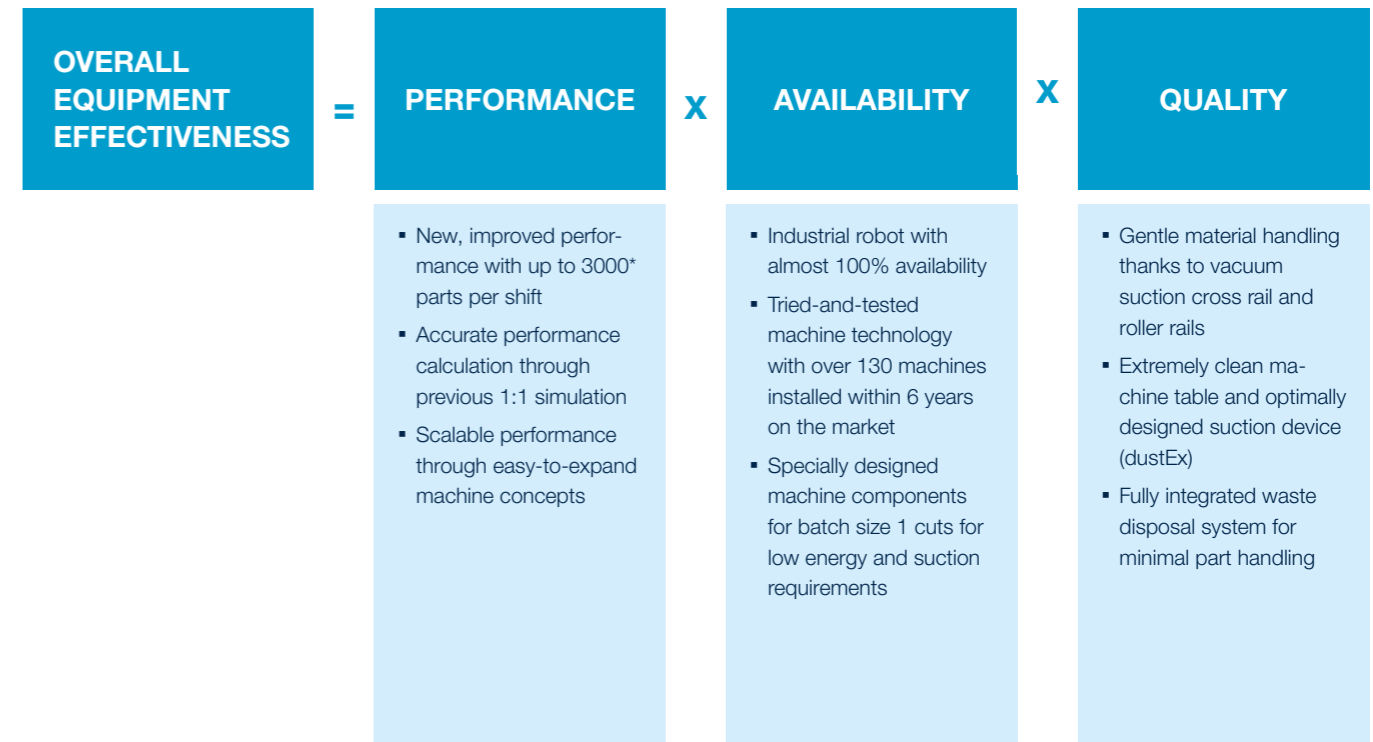 OVERALL
EQUIPMENT
EFFECTIVENESS
=
PERFORMANCE
x
AVAILABILITY
x
QUALITY
▪ New, improved perfor-
mance with up to 3000*
parts per shift
▪ Accurate performance
calculation through
previous 1:1 simulation
▪ Scalable performance
through easy-to-expand
machine concepts
▪ Industrial robot with
almost 100% availability
▪ Tried-and-tested
machine technology
with over 130 machines
installed within 6 years
on the market
▪ Specially designed
machine components
for batch size 1 cuts for
low energy and suction
requirements
▪ Gentle material handling
thanks to vacuum
suction cross rail and
roller rails
▪ Extremely clean ma-
chine table and optimally
designed suction device
(dustEx)
▪ Fully integrated waste
disposal system for
minimal part handling